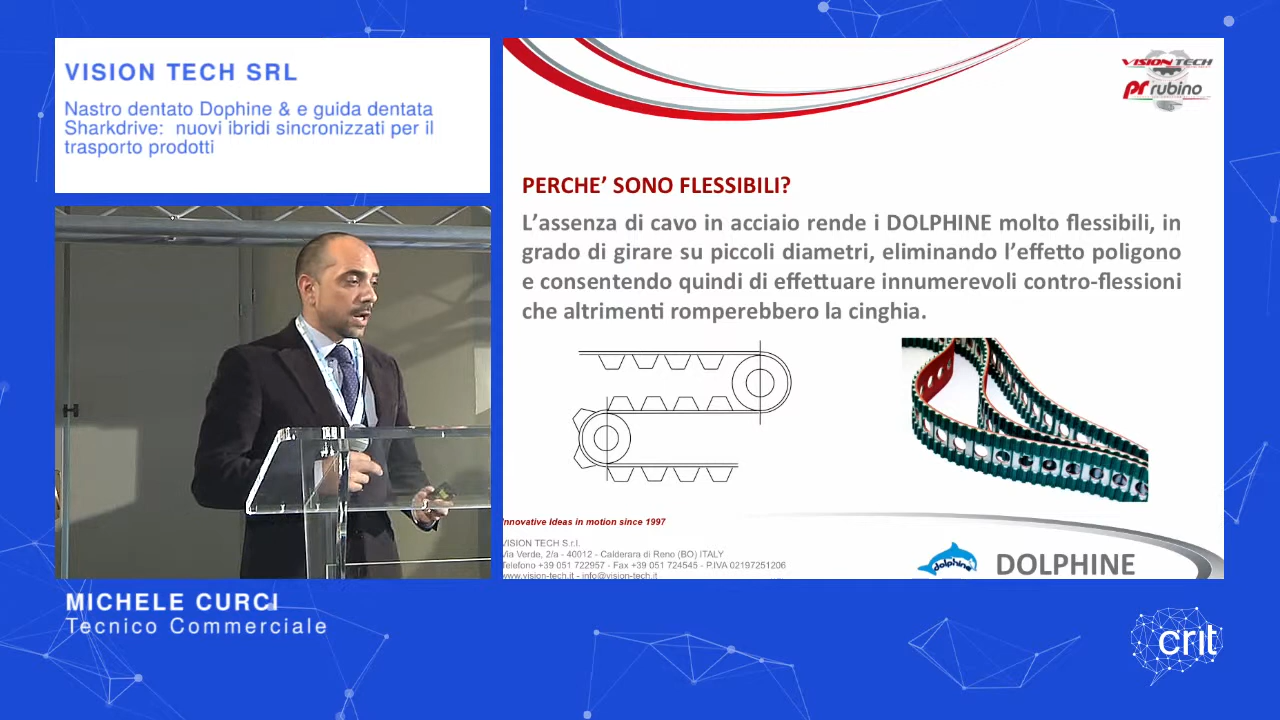 VISION TECH SRL
Nastro dentato Dophine & e guida dentata
Sharkdrive: nuovi ibridi sincronizzati per il
trasporto prodotti
VISION TECH
pr rubino
PERCHE’ SONO FLESSIBILI?
L’assenza di cavo in acciaio rende i DOLPHINE molto flessibili, in
grado di girare su piccoli diametri, eliminando l’effetto poligono
e consentendo quindi di effettuare innumerevoli contro-flessioni
che altrimenti romperebbero la cinghia.
Innovative Ideas in motion since 1997
VISION TECH S.r.l.
Via Verde, 2/a - 40012 - Calderara di Reno (BO) ITALY
Telefono +39 051 722957 - Fax +39 051 724545 - P.IVA 02197251206
www.vision-tech.it - info@vision-tech.it
dolphine
DOLPHINE
MICHELE CURCI
Tecnico Commerciale
crit